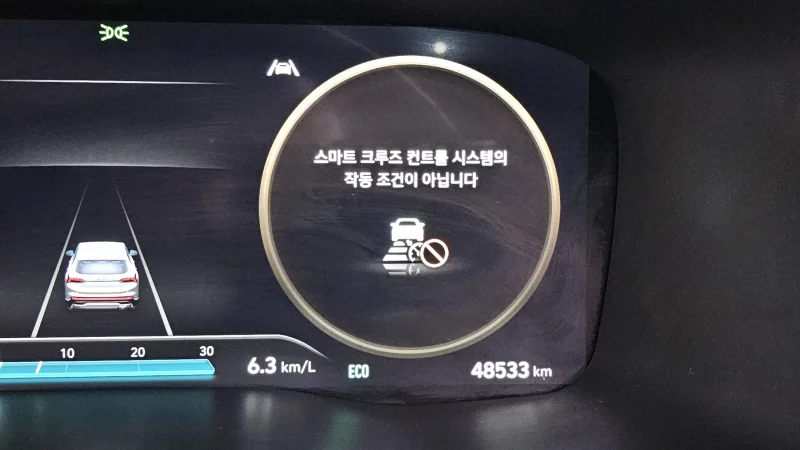 스마트 크루즈 컨트롤 시스템의
작동 조건이 아닙니다
10 20 30
6.3 km/L
ECO
48533 km